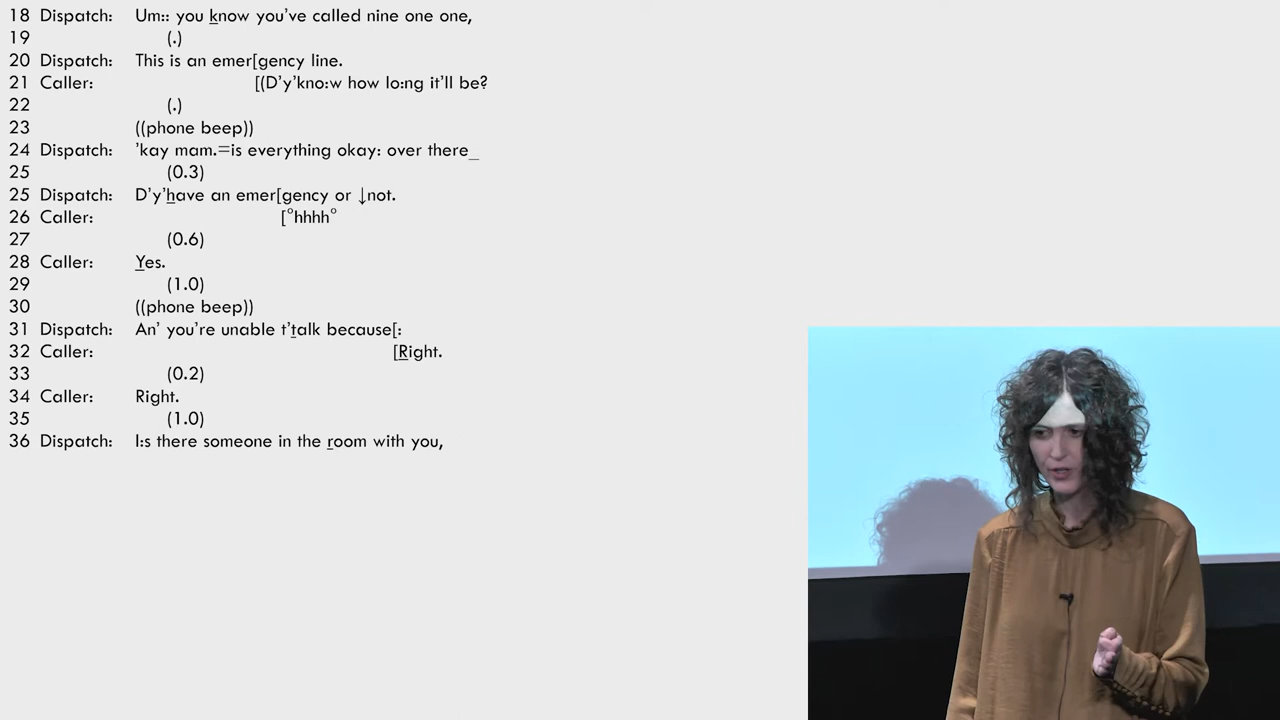 18 Dispatch: Um:: you know you've called nine one one,
19 (.)
20 Dispatch: This is an emer[gency line.
21 Caller: [(D'y'kno:w how lo:ng it'll be?
22 (.)
23 ((phone beep))
24 Dispatch: 'kay mam.=is everything okay: over there_
25 (0.3)
25 Dispatch: D'y'have an emer[gency or ↓not.
26 Caller: [°hhhh°
27 (0.6)
28 Caller: Yes.
29 (1.0)
30 ((phone beep))
31 Dispatch: An' you're unable t'talk because[:
32 Caller: [Right.
33 (0.2)
34 Caller: Right.
35 (1.0)
36 Dispatch: I:s there someone in the room with you,